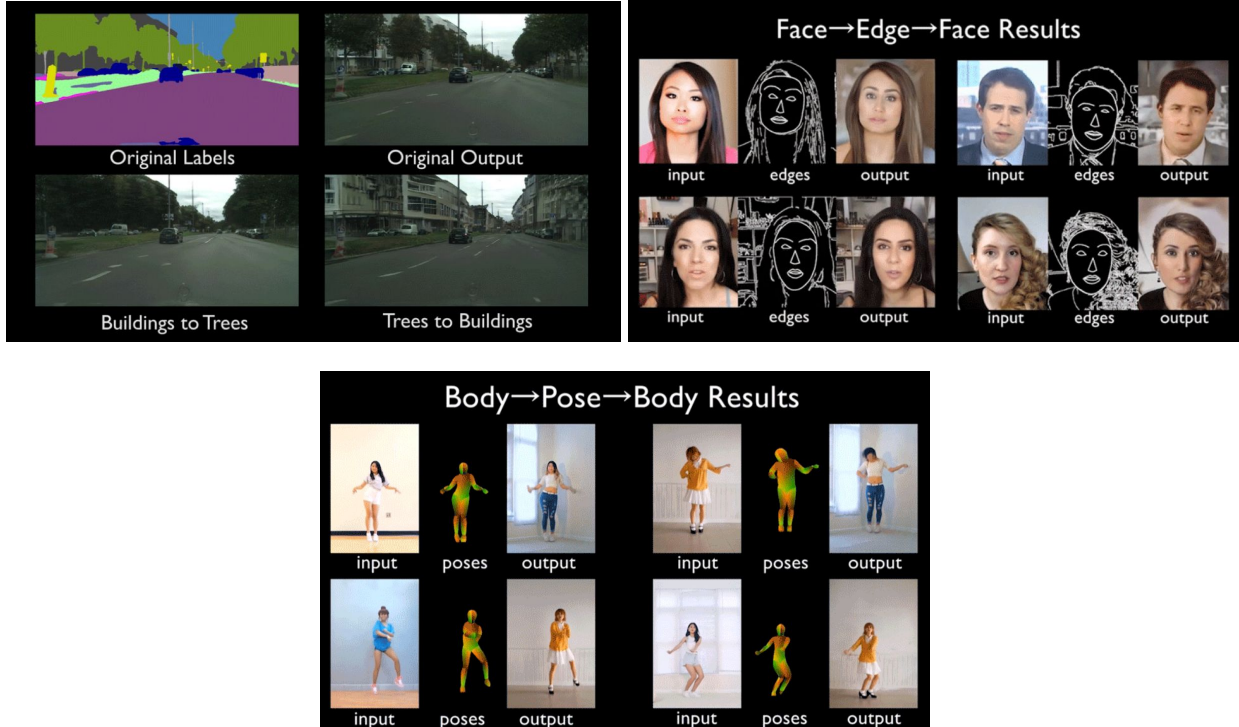 Original Labels
Original Output
Buildings to Trees
Trees to Buildings
Face→Edge→Face Results
input edges output
input edges output
input edges output
input edges output
Body→Pose→Body Results
input poses output
input poses output
input poses output
input poses output